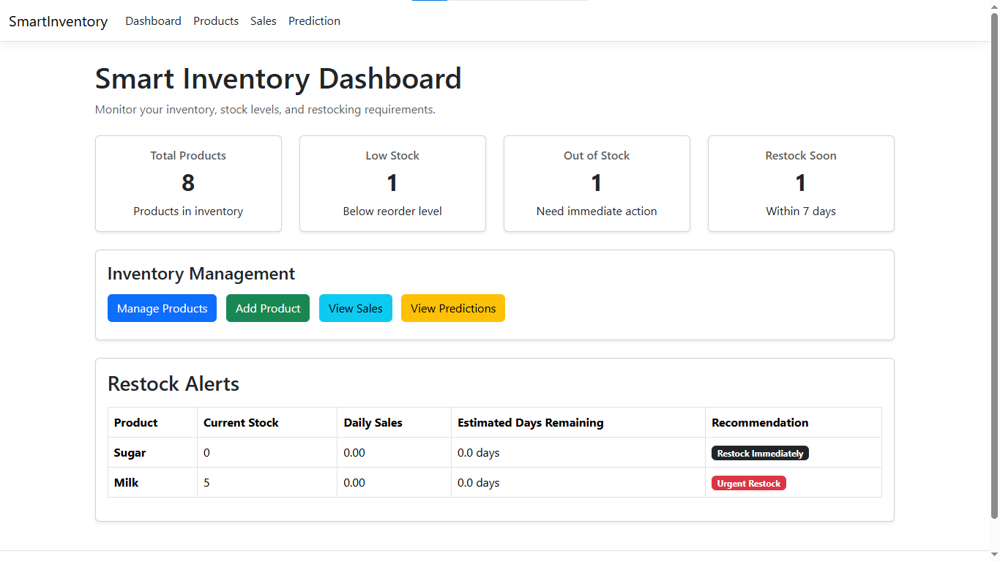 SmartInventory Dashboard Products Sales Prediction
Smart Inventory Dashboard
Monitor your inventory, stock levels, and restocking requirements.
Total Products
8
Products in inventory
Low Stock
1
Below reorder level
Out of Stock
1
Need immediate action
Restock Soon
1
Within 7 days
Inventory Management
Manage Products Add Product View Sales View Predictions
Restock Alerts
Product Current Stock Daily Sales Estimated Days Remaining Recommendation
Sugar 0 0.00 0.0 days Restock Immediately
Milk 5 0.00 0.0 days Urgent Restock